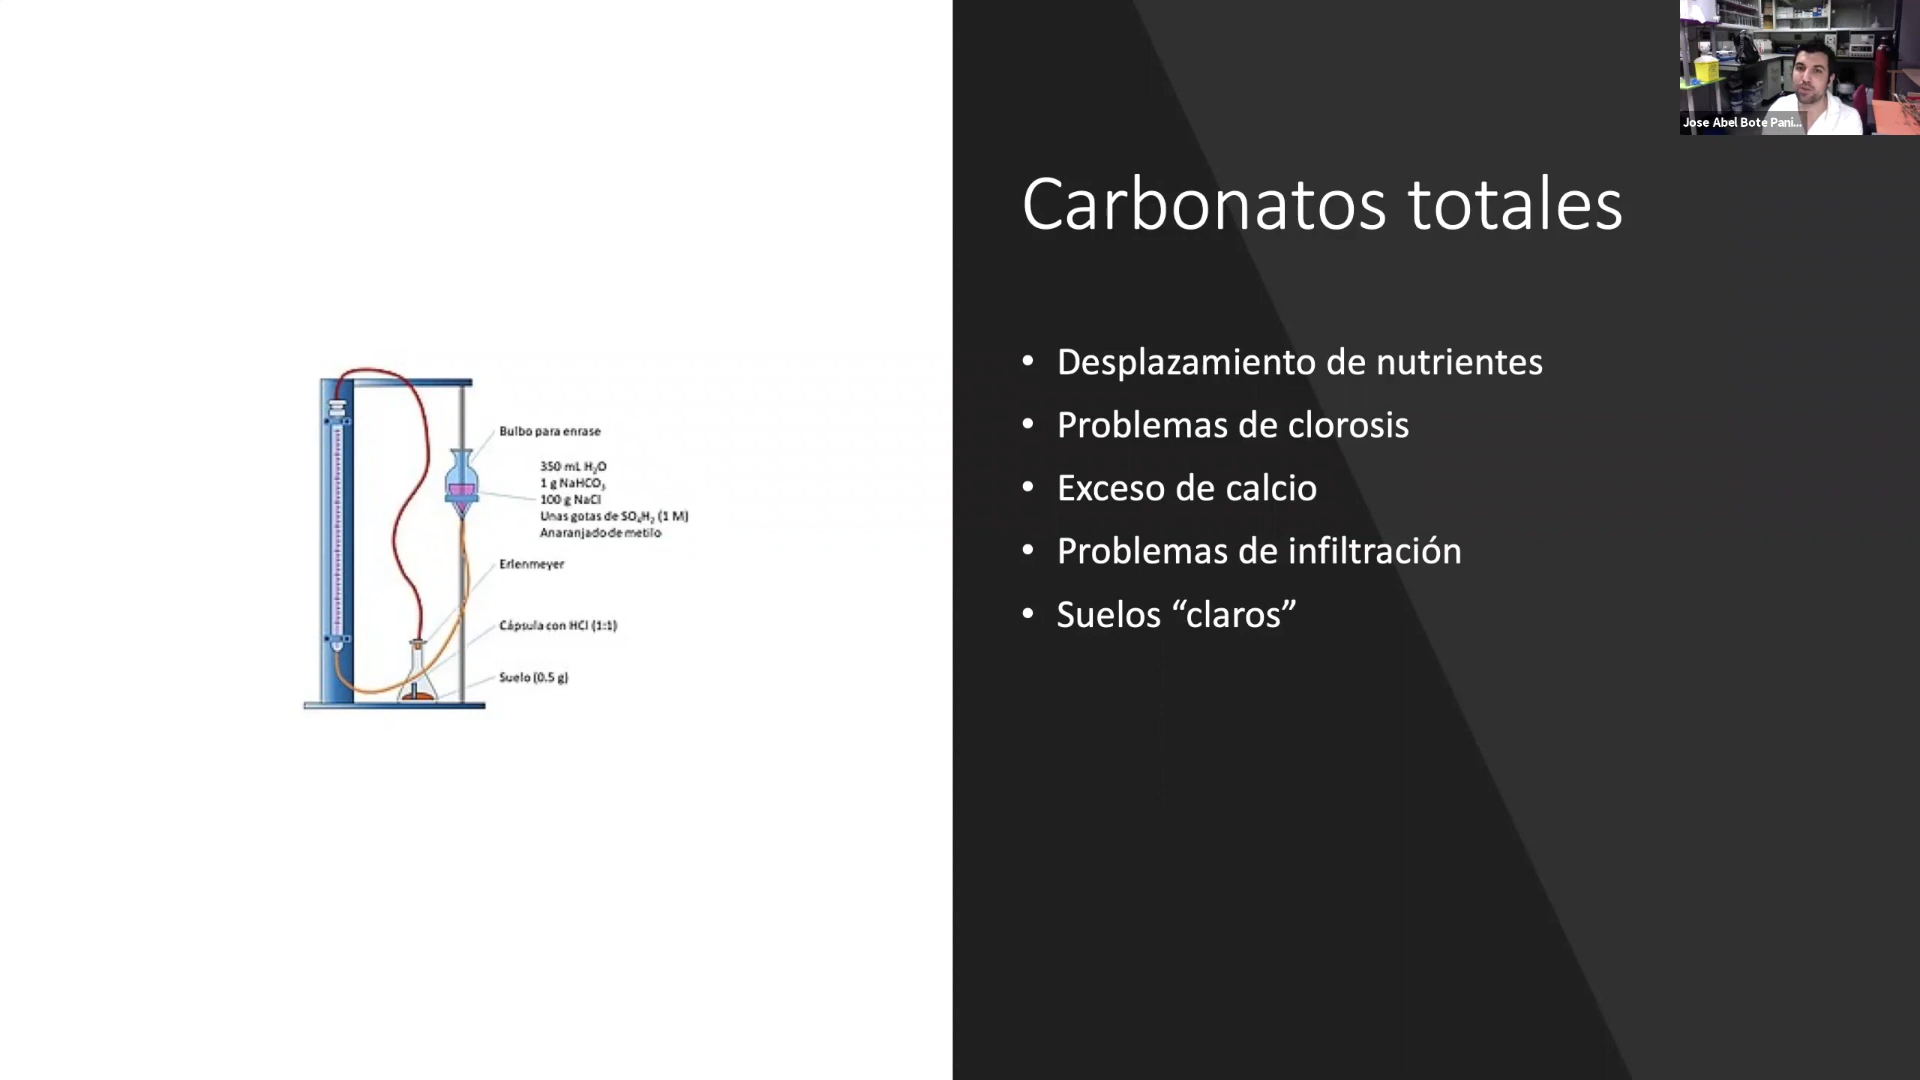 Bulbo para enrase
350 mL H₂O
1 g NaHCO₃
100 g NaCl
Unas gotas de SO₄H₂ (1 M)
Anaranjado de metilo
Erlenmeyer
Cápsula con HCl (1:1)
Suelo (0.5 g)
Carbonatos totales
• Desplazamiento de nutrientes
• Problemas de clorosis
• Exceso de calcio
• Problemas de infiltración
• Suelos “claros”
Jose Abel Bote Pani...